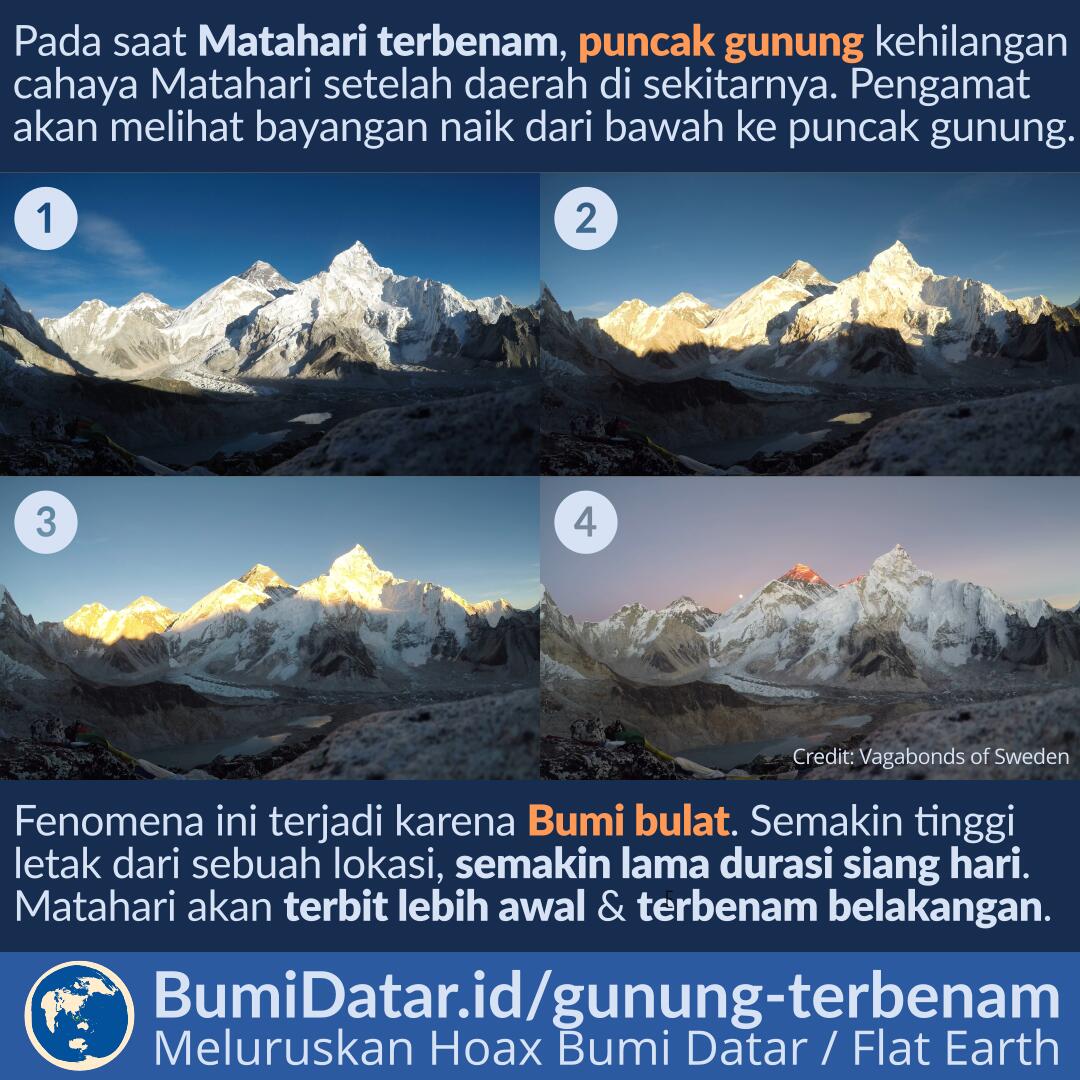 Pada saat Matahari terbenam, puncak gunung kehilangan
cahaya Matahari setelah daerah di sekitarnya. Pengamat
akan melihat bayangan naik dari bawah ke puncak gunung.
1
2
3
4
Credit: Vagabonds of Sweden
Fenomena ini terjadi karena Bumi bulat. Semakin tinggi
letak dari sebuah lokasi, semakin lama durasi siang hari.
Matahari akan terbit lebih awal & terbenam belakangan.
BumiDatar.id/gunung-terbenam
Meluruskan Hoax Bumi Datar / Flat Earth